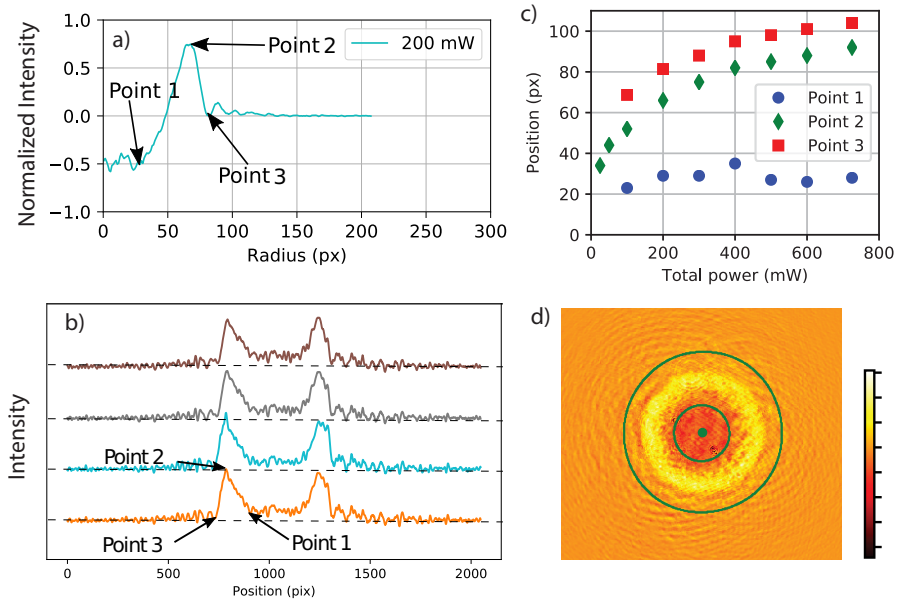 a)
Normalized Intensity
1.0
0.5
0.0
−0.5
−1.0
0
50
100
150
200
250
300
Radius (px)
Point 1
Point 2
Point 3
200 mW
c)
Position (px)
100
80
60
40
20
0
0
200
400
600
800
Total power (mW)
Point 1
Point 2
Point 3
b)
Intensity
Point 2
Point 3
Point 1
0
500
1000
1500
2000
Position (pix)
d)